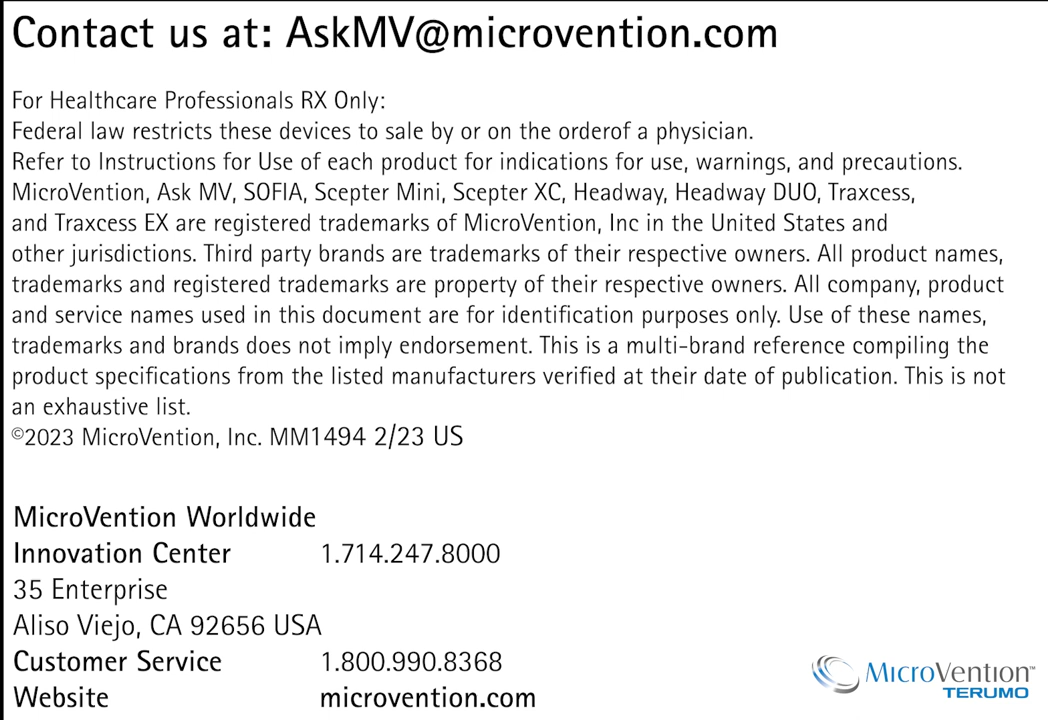 Contact us at: AskMV@microvention.com
For Healthcare Professionals RX Only:
Federal law restricts these devices to sale by or on the orderof a physician.
Refer to Instructions for Use of each product for indications for use, warnings, and precautions.
MicroVention, Ask MV, SOFIA, Scepter Mini, Scepter XC, Headway, Headway DUO, Traxcess,
and Traxcess EX are registered trademarks of MicroVention, Inc in the United States and
other jurisdictions. Third party brands are trademarks of their respective owners. All product names,
trademarks and registered trademarks are property of their respective owners. All company, product
and service names used in this document are for identification purposes only. Use of these names,
trademarks and brands does not imply endorsement. This is a multi-brand reference compiling the
product specifications from the listed manufacturers verified at their date of publication. This is not
an exhaustive list.
©2023 MicroVention, Inc. MM1494 2/23 US
MicroVention Worldwide
Innovation Center 1.714.247.8000
35 Enterprise
Aliso Viejo, CA 92656 USA
Customer Service 1.800.990.8368
Website microvention.com
MicroVention™
TERUMO